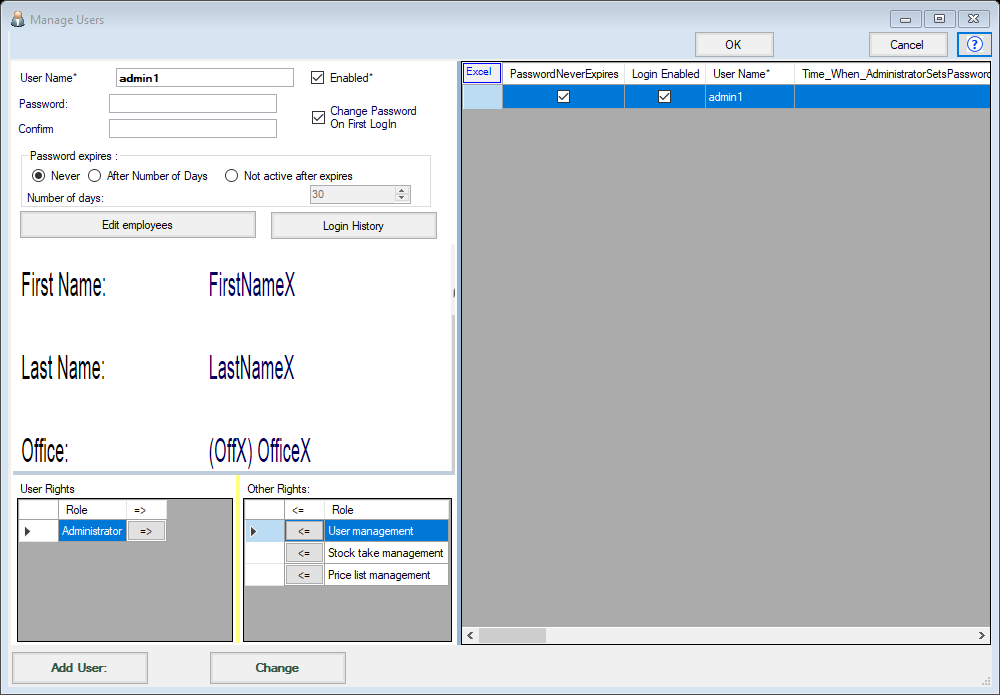 Manage Users
OK
Cancel
?
User Name*
admin1
Enabled*
Password:
Change Password
On First LogIn
Confirm
Password expires :
Never
After Number of Days
Not active after expires
Number of days:
30
Edit employees
Login History
First Name:
FirstNameX
Last Name:
LastNameX
Office:
(OffX) OfficeX
User Rights
Role
=>
Administrator
=>
Other Rights:
<=
Role
<=
User management
<=
Stock take management
<=
Price list management
Add User:
Change
Excel
PasswordNeverExpires
Login Enabled
User Name*
Time_When_AdministratorSetsPassword
admin1